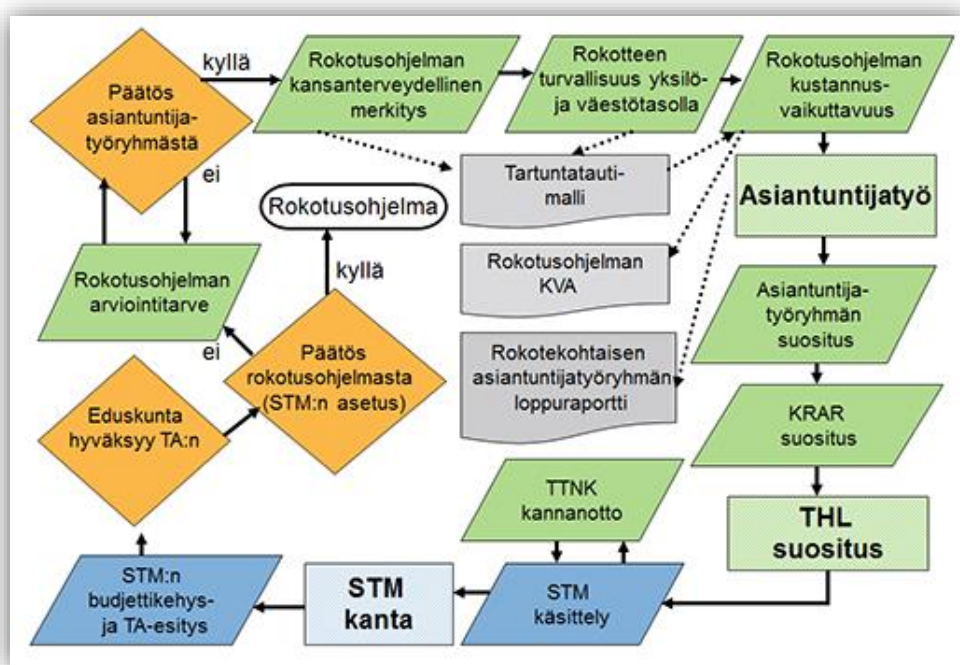 kyllä
Päätös
asiantuntija-
työryhmästä
Rokotusohjelman
kansanterveydellinen
merkitys
Rokotteen
turvallisuus yksilö-
ja väestötasolla
Rokotusohjelman
kustannus-
vaikuttavuus
ei
Tartuntatauti-
malli
Asiantuntijatyö
Rokotusohjelma
Rokotusohjelman
arviointitarve
kyllä
Rokotusohjelman
KVA
Asiantuntija-
työryhmän
suositus
ei
Päätös
rokotusohjelmasta
(STM:n asetus)
Rokotekohtaisen
asiantuntijatyöryhmän
loppuraportti
Eduskunta
hyväksyy TA:n
KRAR
suositus
TTNK
kannanotto
THL
suositus
STM:n
budjettikehys-
ja TA-esitys
STM
kanta
STM
käsittely